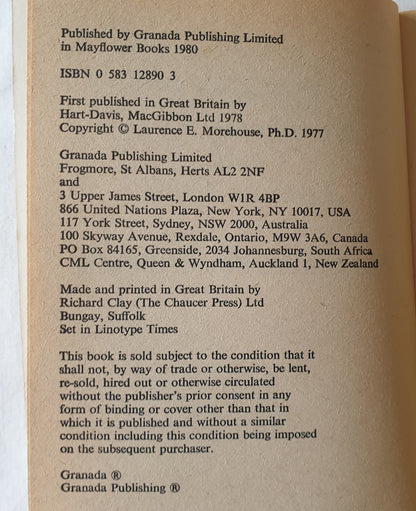 Published by Granada Publishing Limited
in Mayflower Books 1980
ISBN 0 583 12890 3
First published in Great Britain by
Hart-Davis, MacGibbon Ltd 1978
Copyright © Laurence E. Morehouse, Ph.D. 1977
Granada Publishing Limited
Frogmore, St Albans, Herts AL2 2NF
and
3 Upper James Street, London W1R 4BP
866 United Nations Plaza, New York, NY 10017, USA
117 York Street, Sydney, NSW 2000, Australia
100 Skyway Avenue, Rexdale, Ontario, M9W 3A6, Canada
PO Box 84165, Greenside, 2034 Johannesburg, South Africa
CML Centre, Queen & Wyndham, Auckland 1, New Zealand
Made and printed in Great Britain by
Richard Clay (The Chaucer Press) Ltd
Bungay, Suffolk
Set in Linotype Times
This book is sold subject to the condition that it
shall not, by way of trade or otherwise, be lent,
re-sold, hired out or otherwise circulated
without the publisher's prior consent in any
form of binding or cover other than that in
which it is published and without a similar
condition including this condition being imposed
on the subsequent purchaser.
Granada ®
Granada Publishing ®